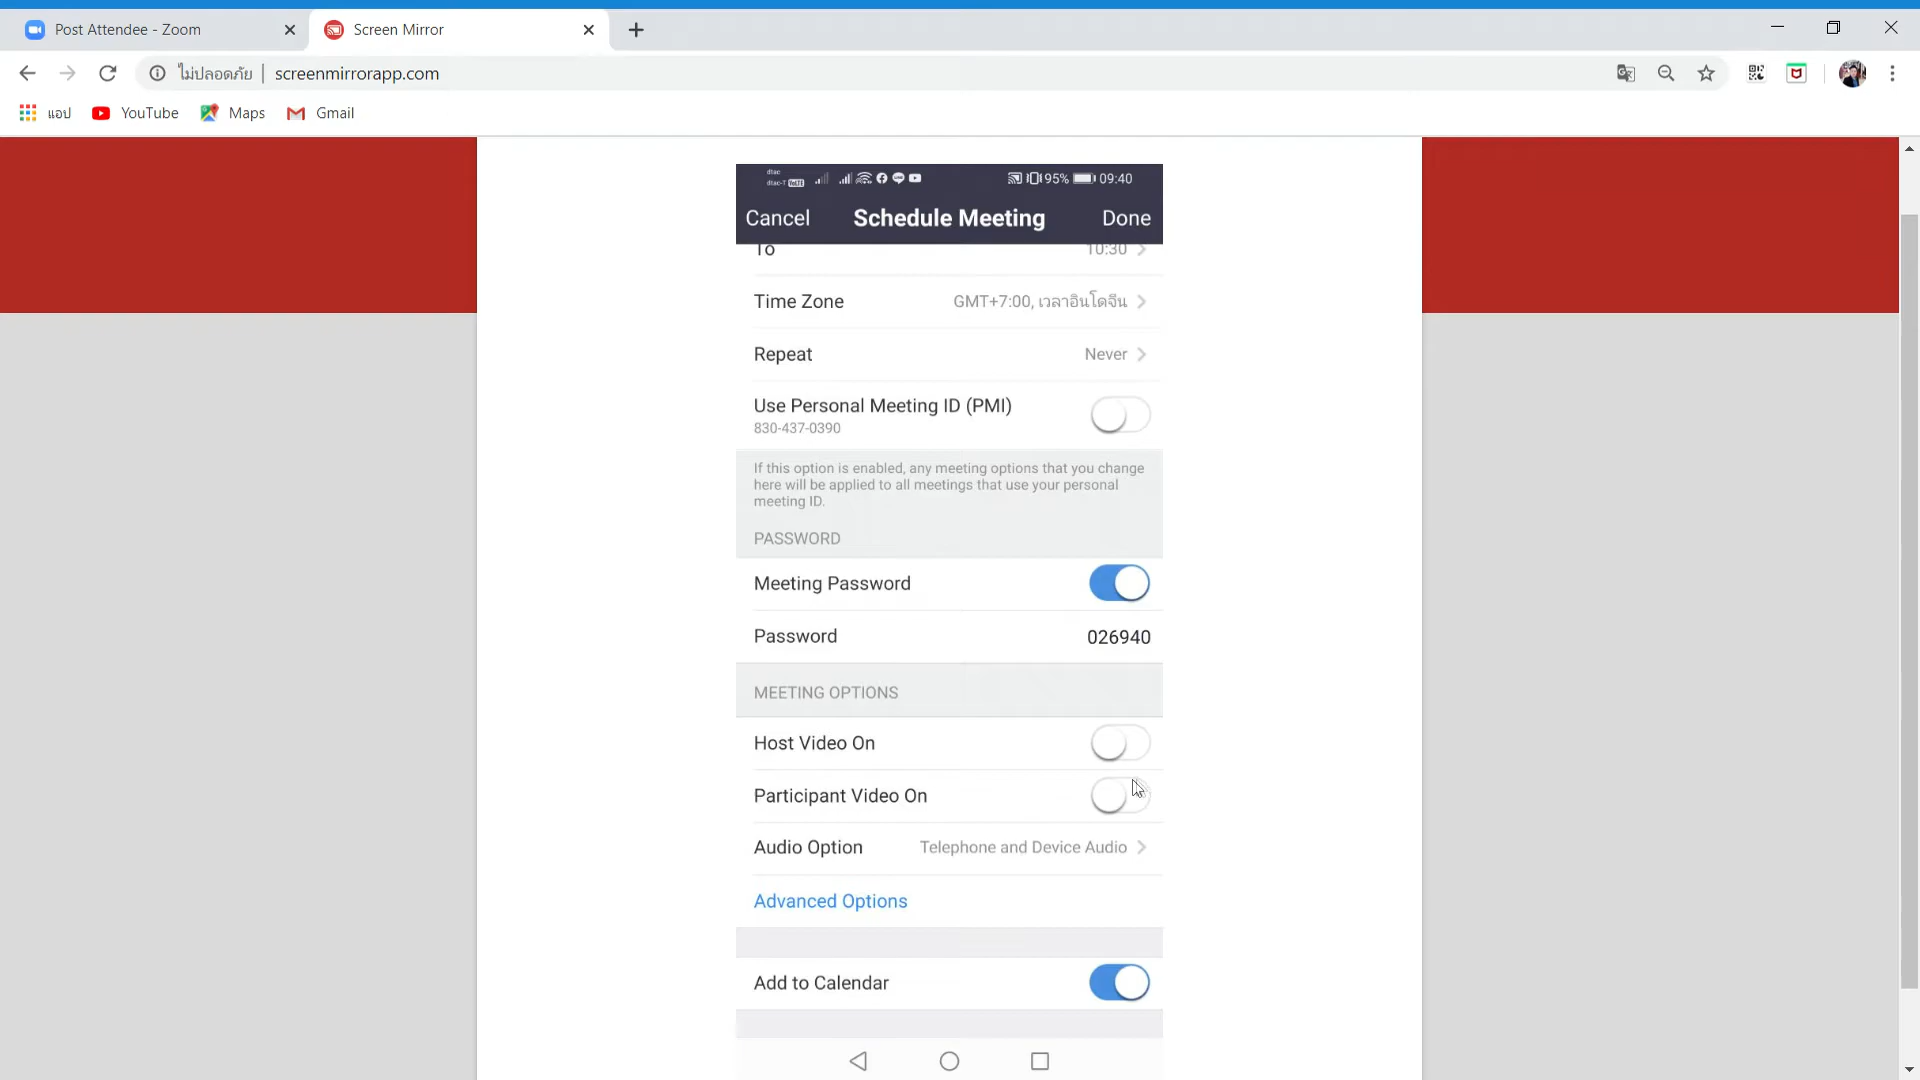 Post Attendee - Zoom
Screen Mirror
ไม่ปลอดภัย | screenmirrorapp.com
แอป YouTube Maps Gmail
dtac
dtac-T VoLTE 95% 09:40
Cancel Schedule Meeting Done
To 10:30
Time Zone GMT+7:00, เวลาอินโดจีน
Repeat Never
Use Personal Meeting ID (PMI)
830-437-0390
If this option is enabled, any meeting options that you change
here will be applied to all meetings that use your personal
meeting ID.
PASSWORD
Meeting Password
Password 026940
MEETING OPTIONS
Host Video On
Participant Video On
Audio Option Telephone and Device Audio
Advanced Options
Add to Calendar